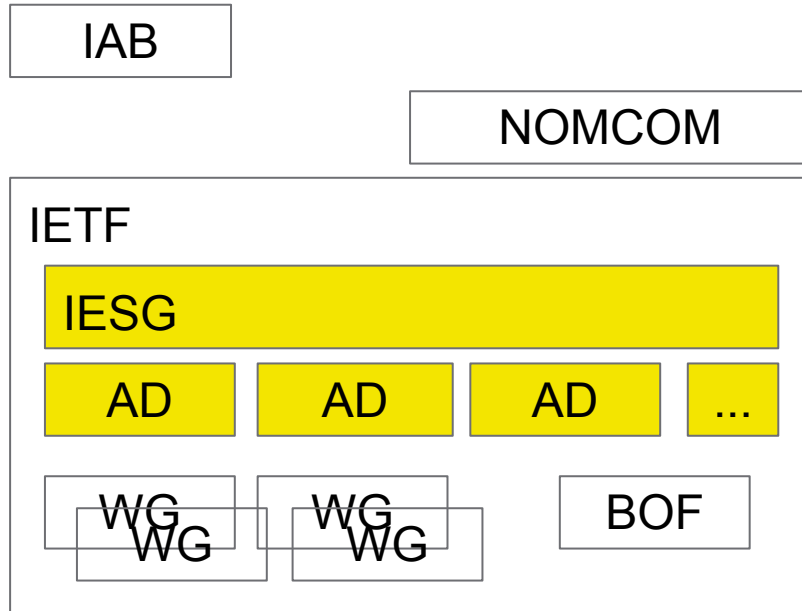 IAB
NOMCOM
IETF
IESG
AD AD AD ...
WG WG BOF
WG WG